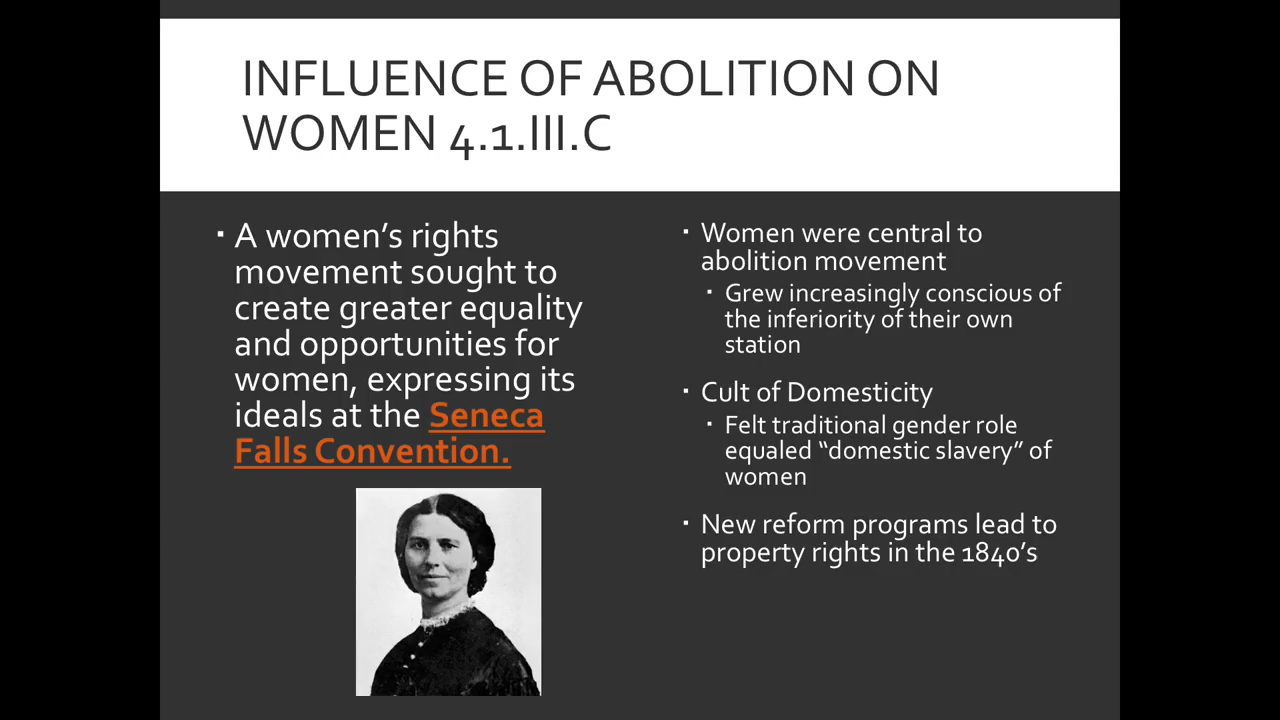 INFLUENCE OF ABOLITION ON
WOMEN 4.1.III.C
▪ A women’s rights
movement sought to
create greater equality
and opportunities for
women, expressing its
ideals at the Seneca
Falls Convention.
▪ Women were central to
abolition movement
▪ Grew increasingly conscious of
the inferiority of their own
station
▪ Cult of Domesticity
▪ Felt traditional gender role
equaled “domestic slavery” of
women
▪ New reform programs lead to
property rights in the 1840’s